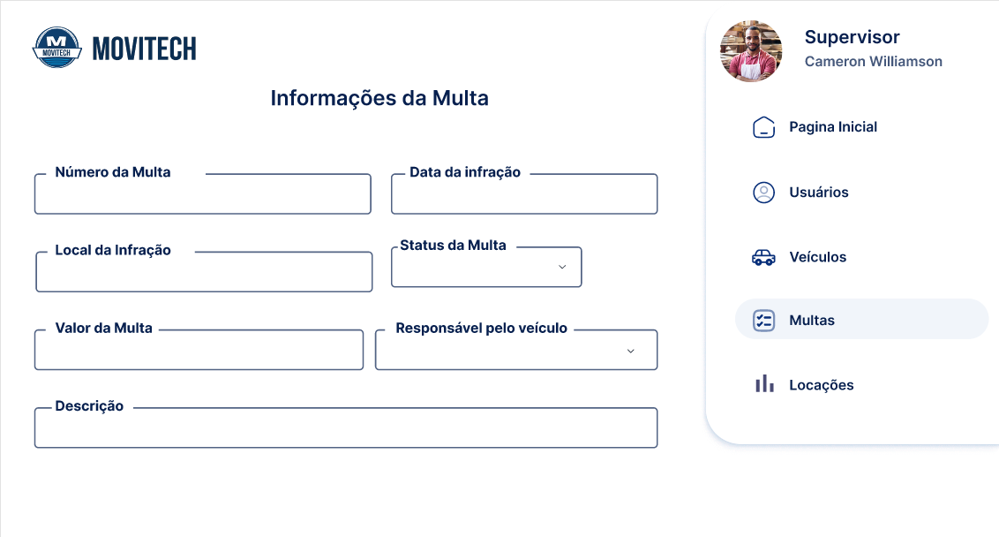 M
MOVITECH
MOVITECH
Informações da Multa
Número da Multa
Data da infração
Local da Infração
Status da Multa
Valor da Multa
Responsável pelo veículo
Descrição
Supervisor
Cameron Williamson
Pagina Inicial
Usuários
Veículos
Multas
Locações